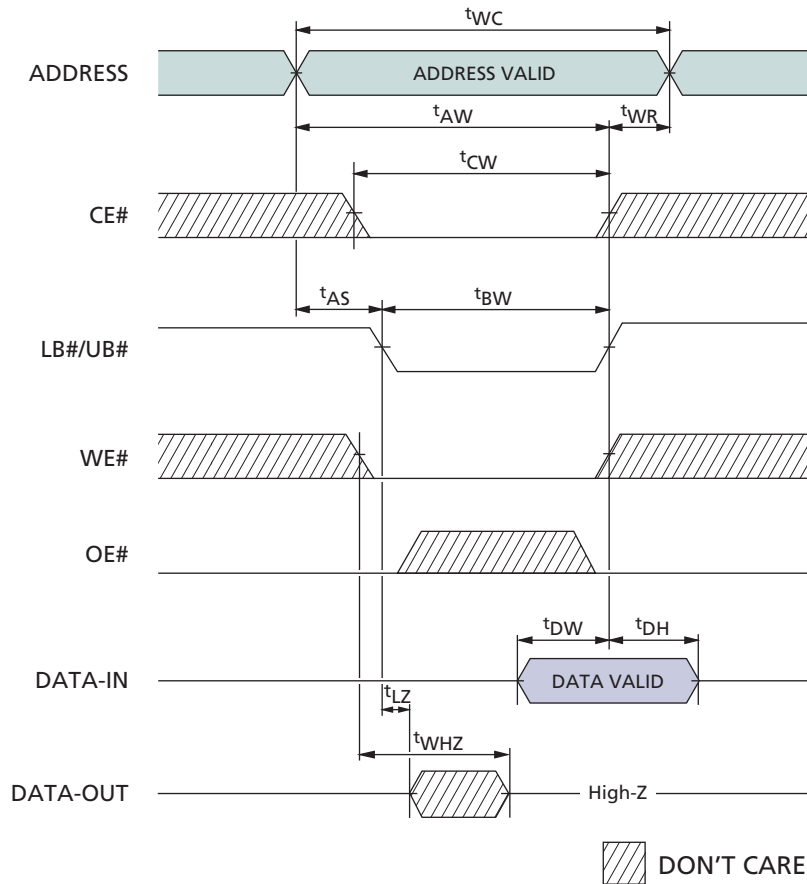 tWC
ADDRESS
ADDRESS VALID
tAW
tWR
tCW
CE#
tAS
tBW
LB#/UB#
WE#
OE#
tDW
tDH
DATA-IN
DATA VALID
tLZ
tWHZ
DATA-OUT
High-Z
DON'T CARE